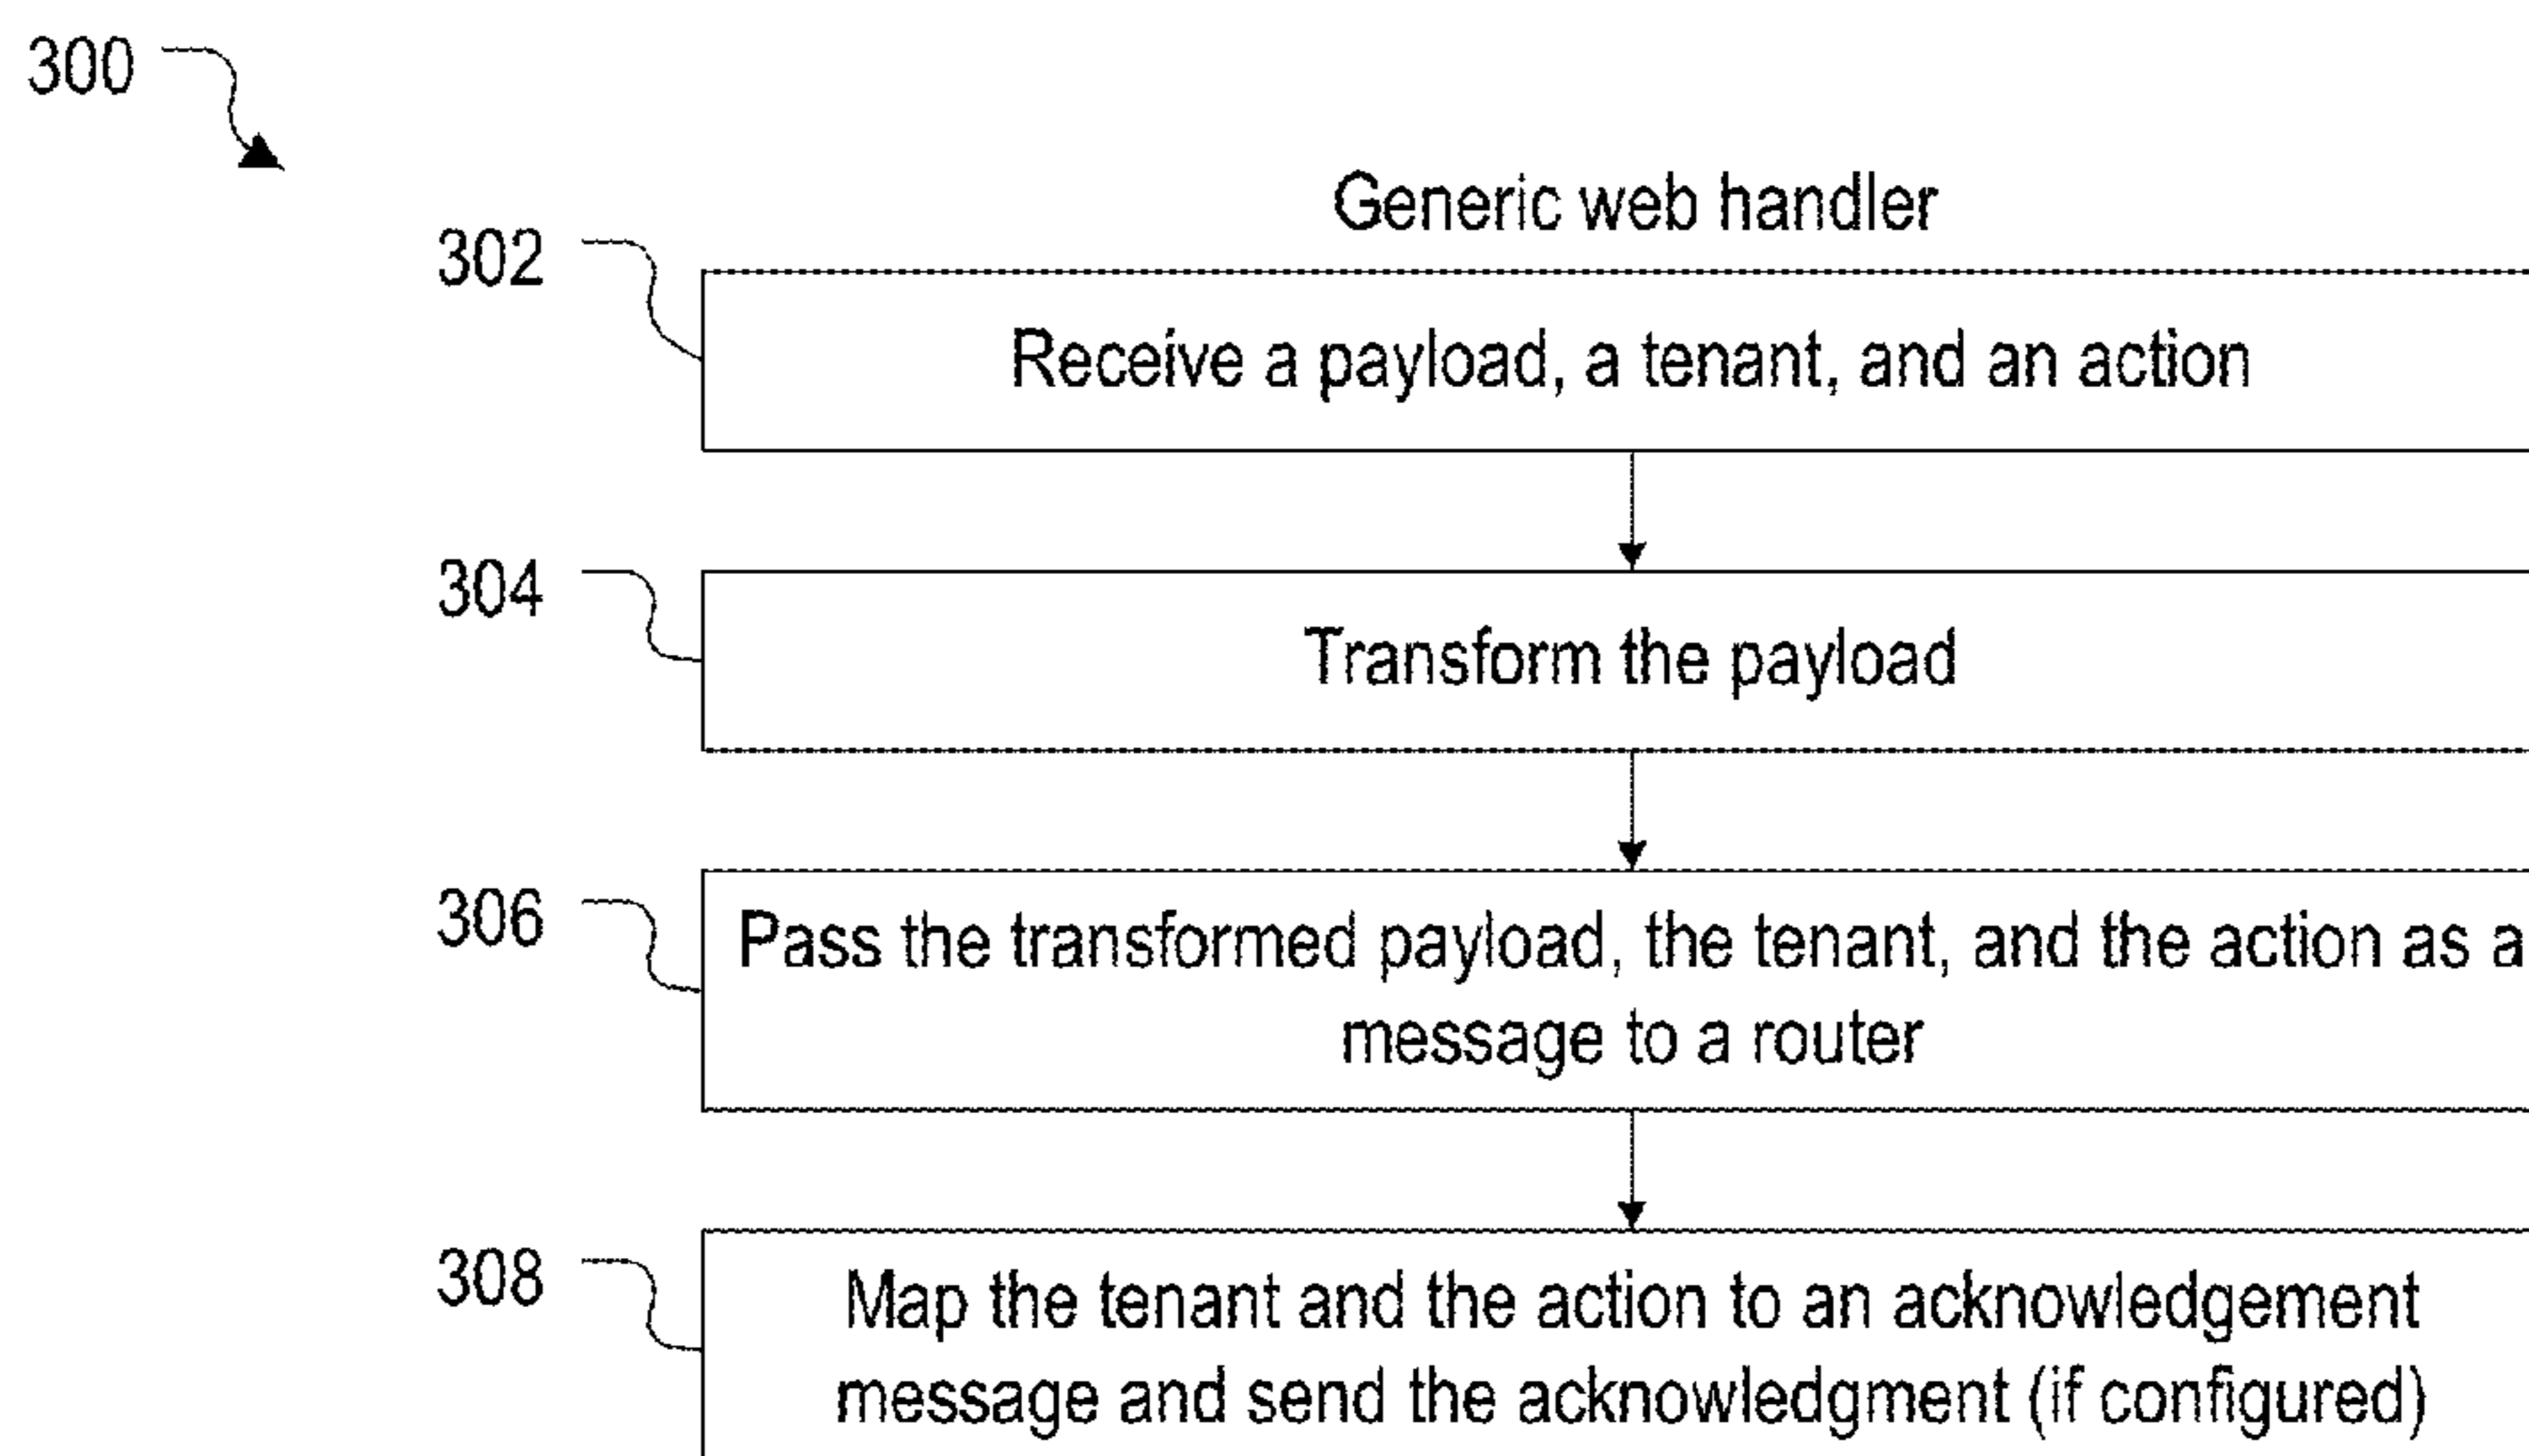 300
Generic web handler
302
Receive a payload, a tenant, and an action
304
Transform the payload
306
Pass the transformed payload, the tenant, and the action as a
message to a router
308
Map the tenant and the action to an acknowledgement
message and send the acknowledgment (if configured)